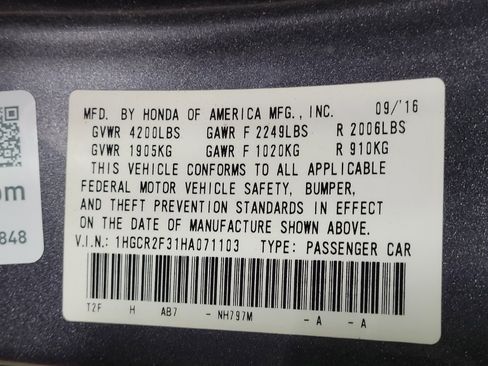 MFD. BY HONDA OF AMERICA MFG., INC. 09/'16
GVWR 4200LBS GAWR F 2249LBS R 2006LBS
GVWR 1905KG GAWR F 1020KG R 910KG
THIS VEHICLE CONFORMS TO ALL APPLICABLE
FEDERAL MOTOR VEHICLE SAFETY, BUMPER,
AND THEFT PREVENTION STANDARDS IN EFFECT
ON THE DATE OF MANUFACTURE SHOWN ABOVE.
V.I.N.: 1HGCR2F31HA071103 TYPE: PASSENGER CAR
T2F H AB7 - NH797M - A - A
om
848